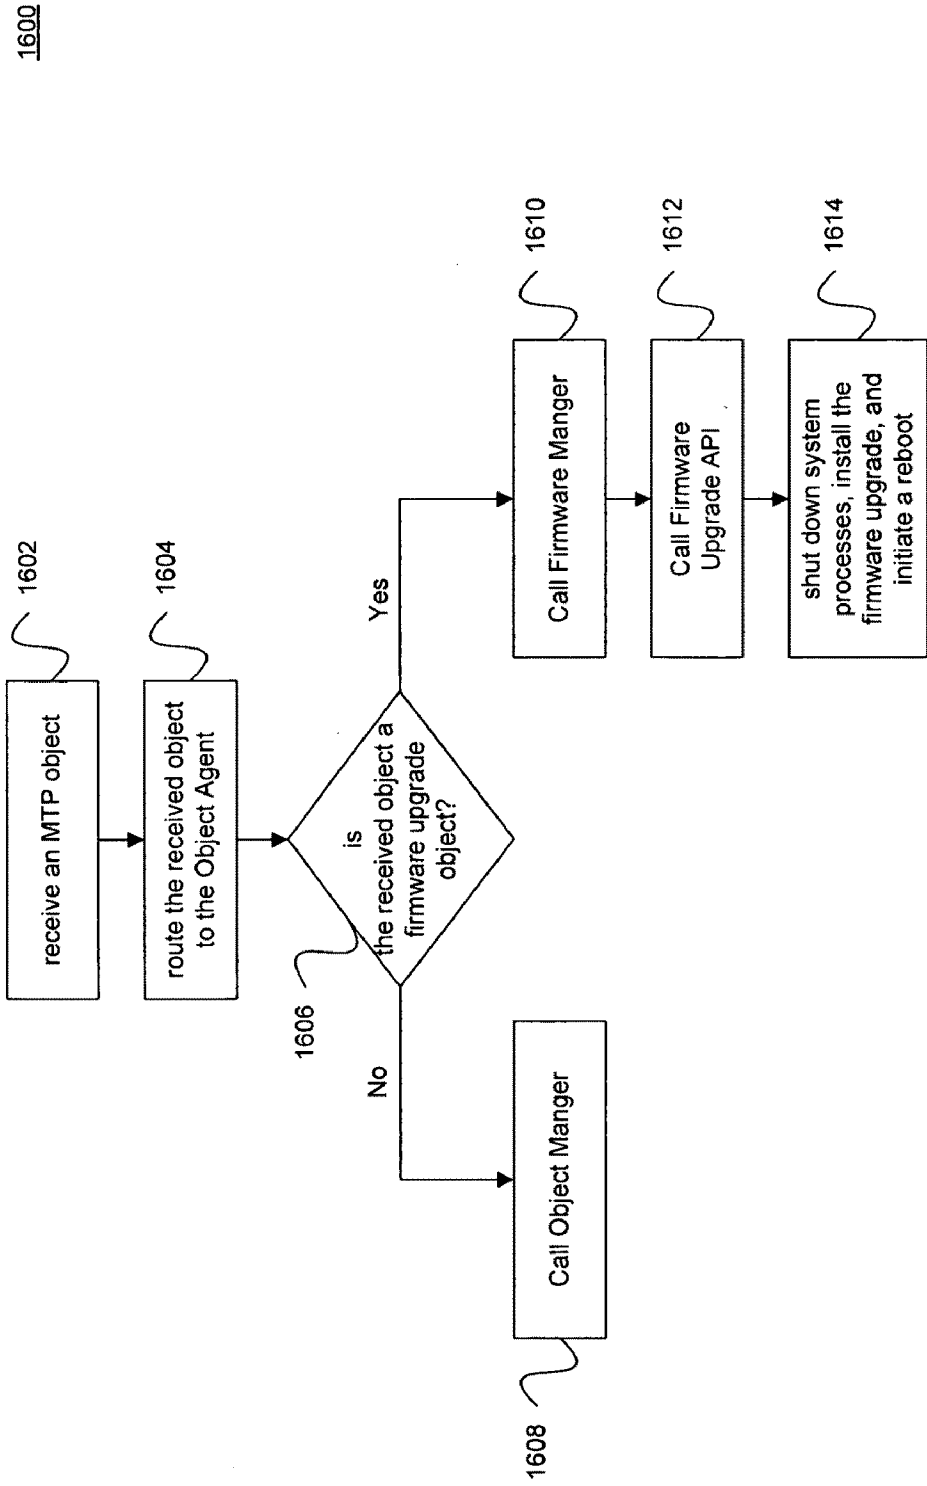 1600
receive an MTP object
1602
route the received object
to the Object Agent
1604
is
the received object a
firmware upgrade
object?
1606
No
Yes
Call Object Manger
1608
Call Firmware Manger
1610
Call Firmware
Upgrade API
1612
shut down system
processes, install the
firmware upgrade, and
initiate a reboot
1614